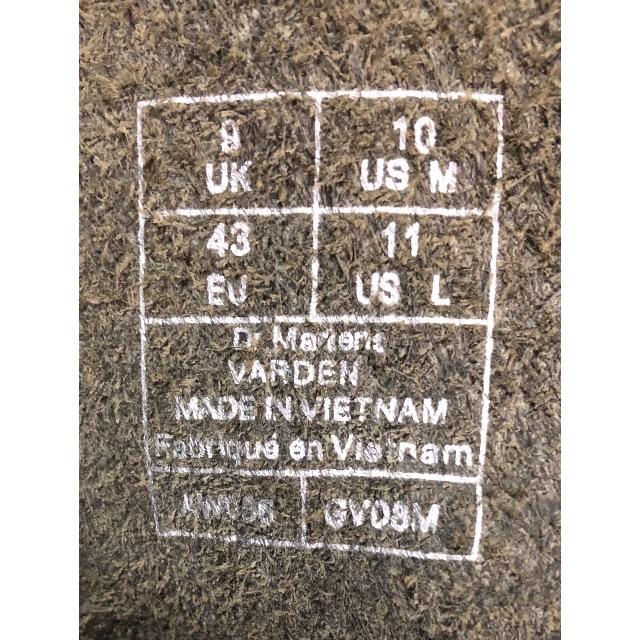 9 10
UK US M
43 11
EU US L
Dr. Martens
VARDEN
MADE IN VIETNAM
Fabriqué en Vietnam
GV08M